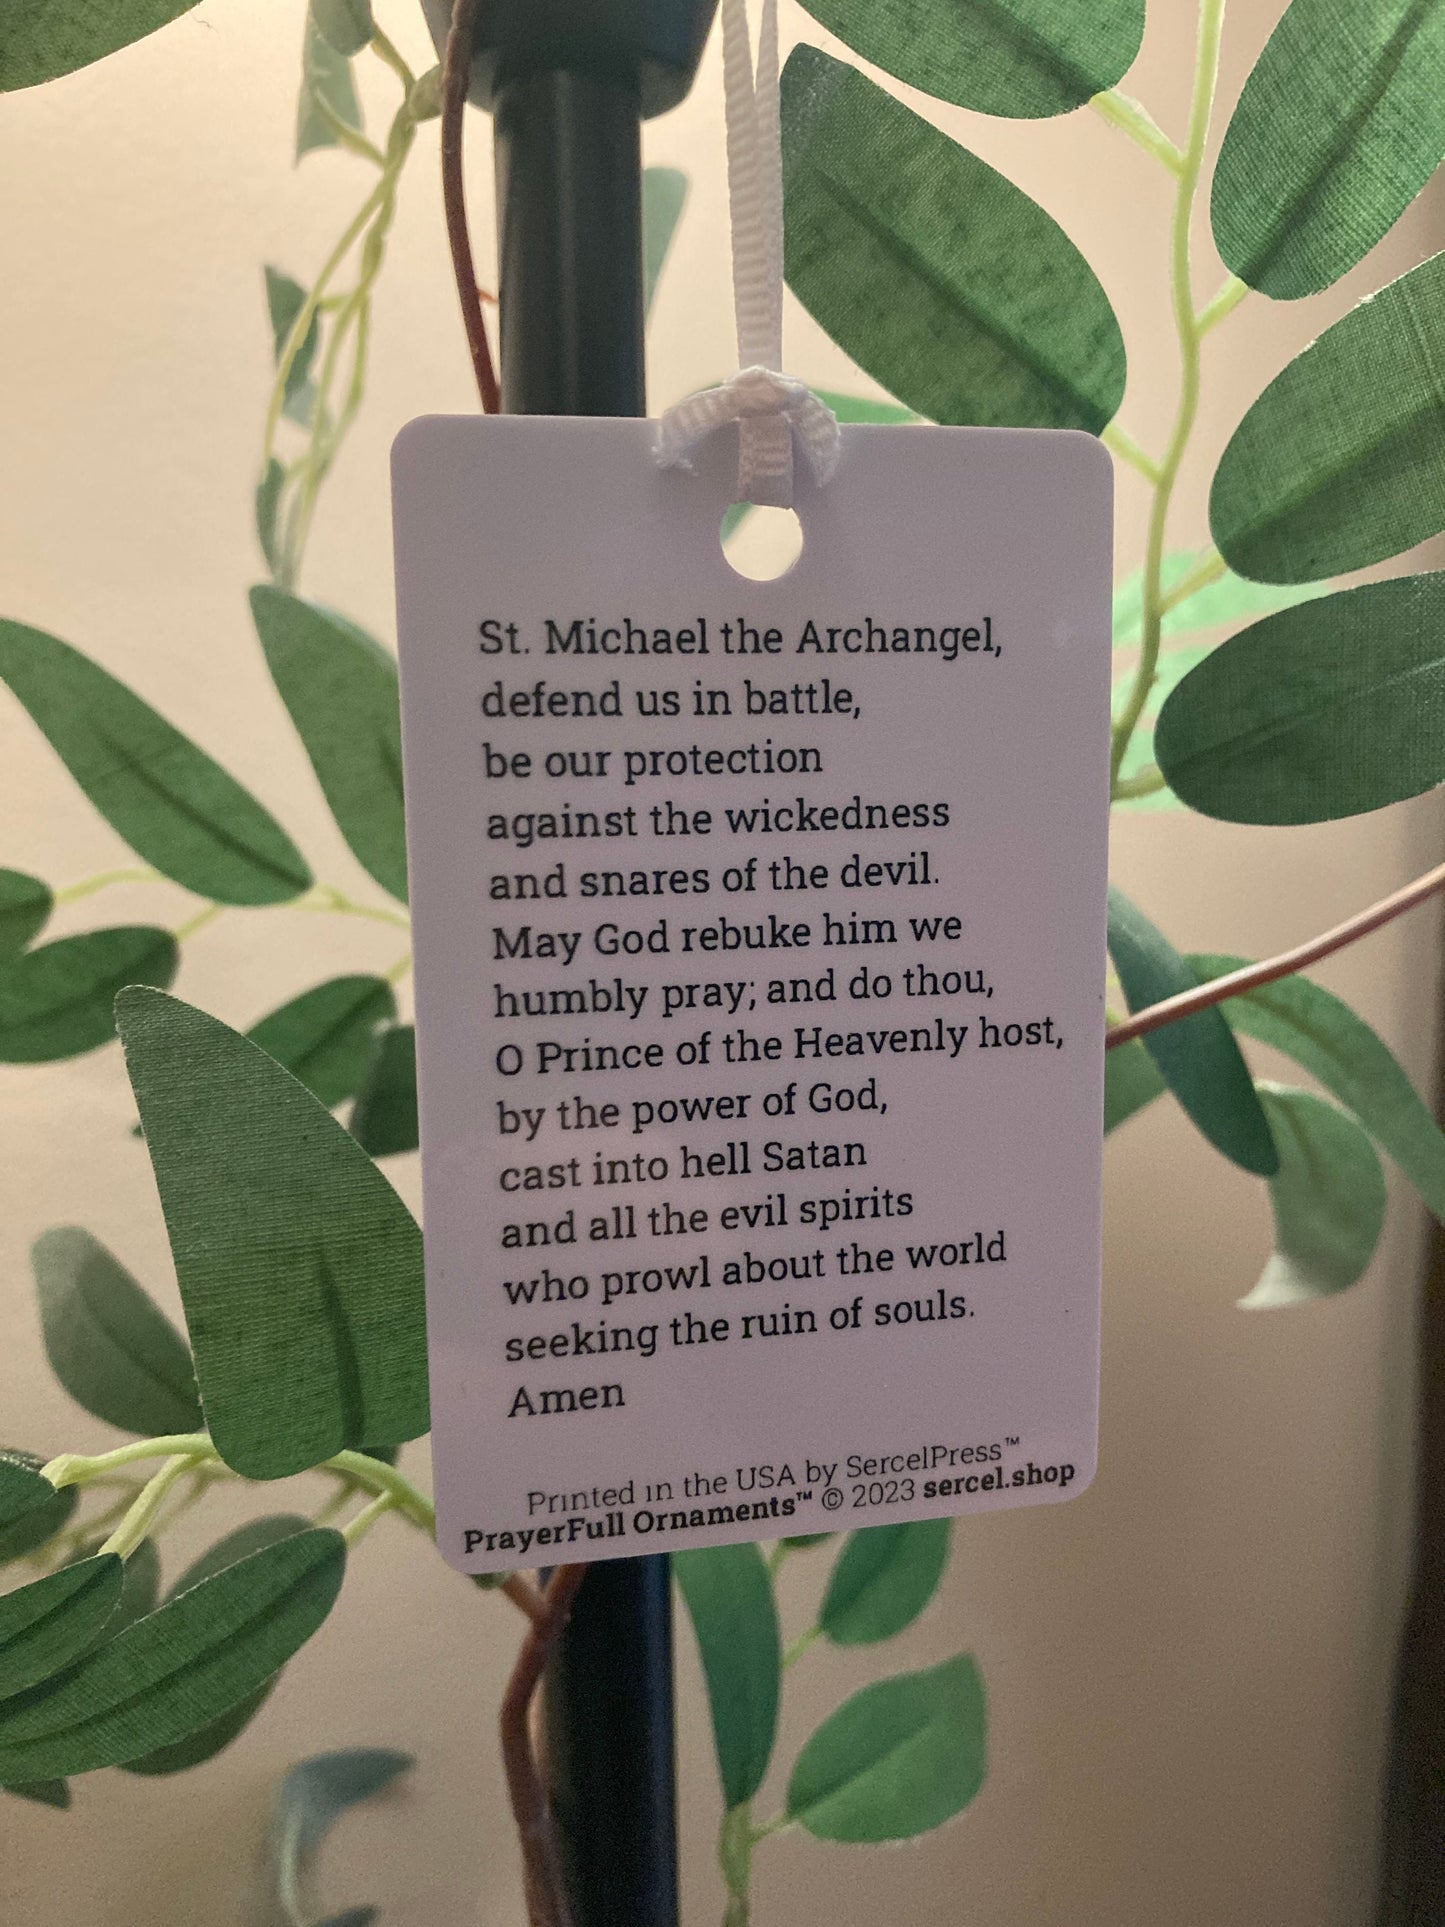 St. Michael the Archangel,
defend us in battle,
be our protection
against the wickedness
and snares of the devil.
May God rebuke him we
humbly pray; and do thou,
O Prince of the Heavenly host,
by the power of God,
cast into hell Satan
and all the evil spirits
who prowl about the world
seeking the ruin of souls.
Amen
Printed in the USA by SercelPress™
PrayerFull Ornaments™ © 2023 sercel.shop